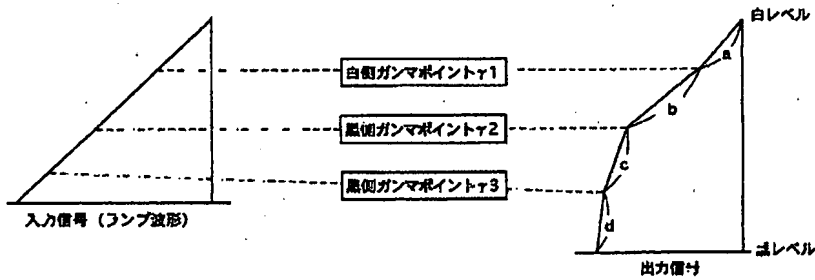 白レベル
a
白側ガンマポイントγ1
b
黒側ガンマポイントγ2
c
黒側ガンマポイントγ3
d
入力信号 (ランプ波形)
黒レベル
出力信号